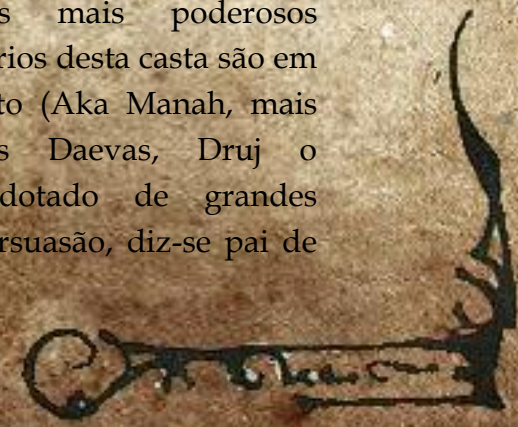 s mais poderosos
rios desta casta são em
to (Aka Manah, mais
s Daevas, Druj o
dotado de grandes
rsuasão, diz-se pai de